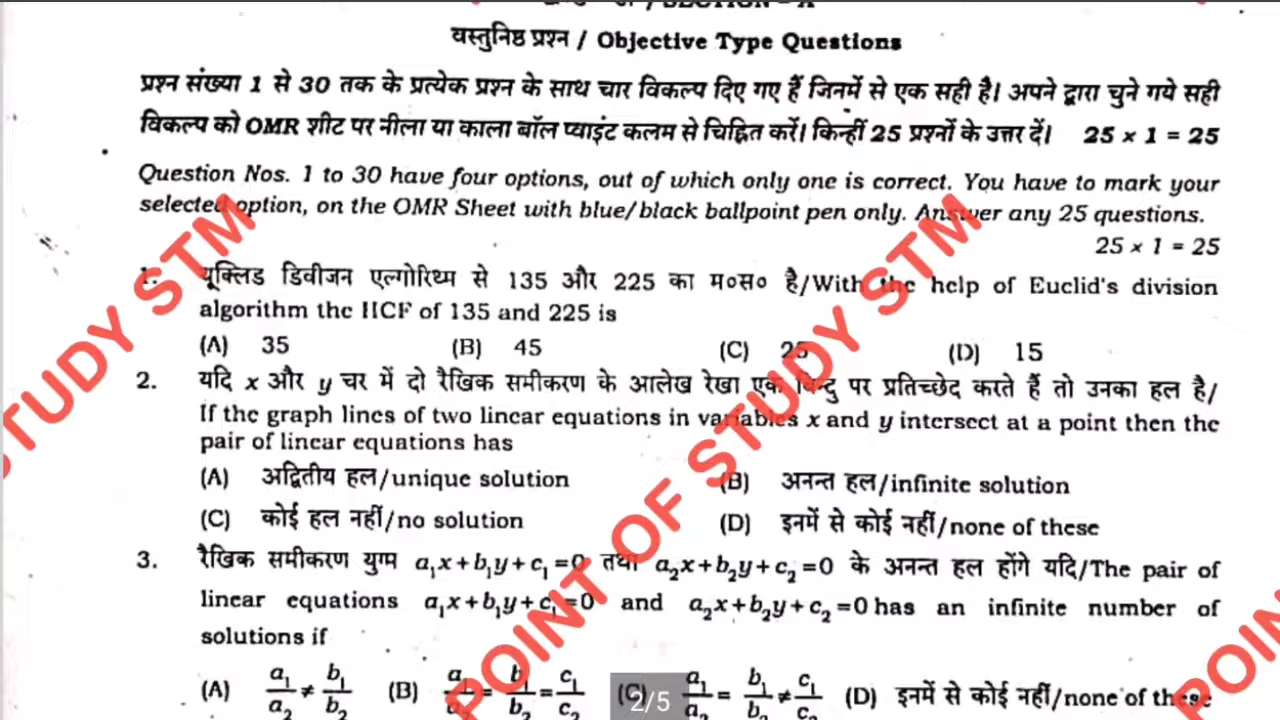 वस्तुनिष्ठ प्रश्न / Objective Type Questions
प्रश्न संख्या 1 से 30 तक के प्रत्येक प्रश्न के साथ चार विकल्प दिए गए हैं जिनमें से एक सही है। अपने द्वारा चुने गये सही
विकल्प को OMR शीट पर नीला या काला बॉल प्वाइंट कलम से चिह्नित करें। किन्हीं 25 प्रश्नों के उत्तर दें। 25 × 1 = 25
Question Nos. 1 to 30 have four options, out of which only one is correct. You have to mark your
selected option, on the OMR Sheet with blue/black ballpoint pen only. Answer any 25 questions.
25 × 1 = 25
1. यूक्लिड डिवीजन एल्गोरिथ्म से 135 और 225 का म०स० है/With the help of Euclid's division
algorithm the HCF of 135 and 225 is
(A) 35 (B) 45 (C) 25 (D) 15
2. यदि x और y चर में दो रैखिक समीकरण के आलेख रेखा एक बिन्दु पर प्रतिच्छेद करते हैं तो उनका हल है/
If the graph lines of two linear equations in variables x and y intersect at a point then the
pair of linear equations has
(A) अद्वितीय हल/unique solution (B) अनन्त हल/infinite solution
(C) कोई हल नहीं/no solution (D) इनमें से कोई नहीं/none of these
3. रैखिक समीकरण युग्म a₁x+b₁y+c₁=0 तथा a₂x+b₂y+c₂=0 के अनन्त हल होंगे यदि/The pair of
linear equations a₁x+b₁y+c₁=0 and a₂x+b₂y+c₂=0 has an infinite number of
solutions if
(A) a₁/a₂ ≠ b₁/b₂ (B) a₁/a₂ = b₁/b₂ = c₁/c₂ (C) a₁/a₂ = b₁/b₂ ≠ c₁/c₂ (D) इनमें से कोई नहीं/none of these
2/5
STUDY STM
POINT OF STUDY STM
POIN